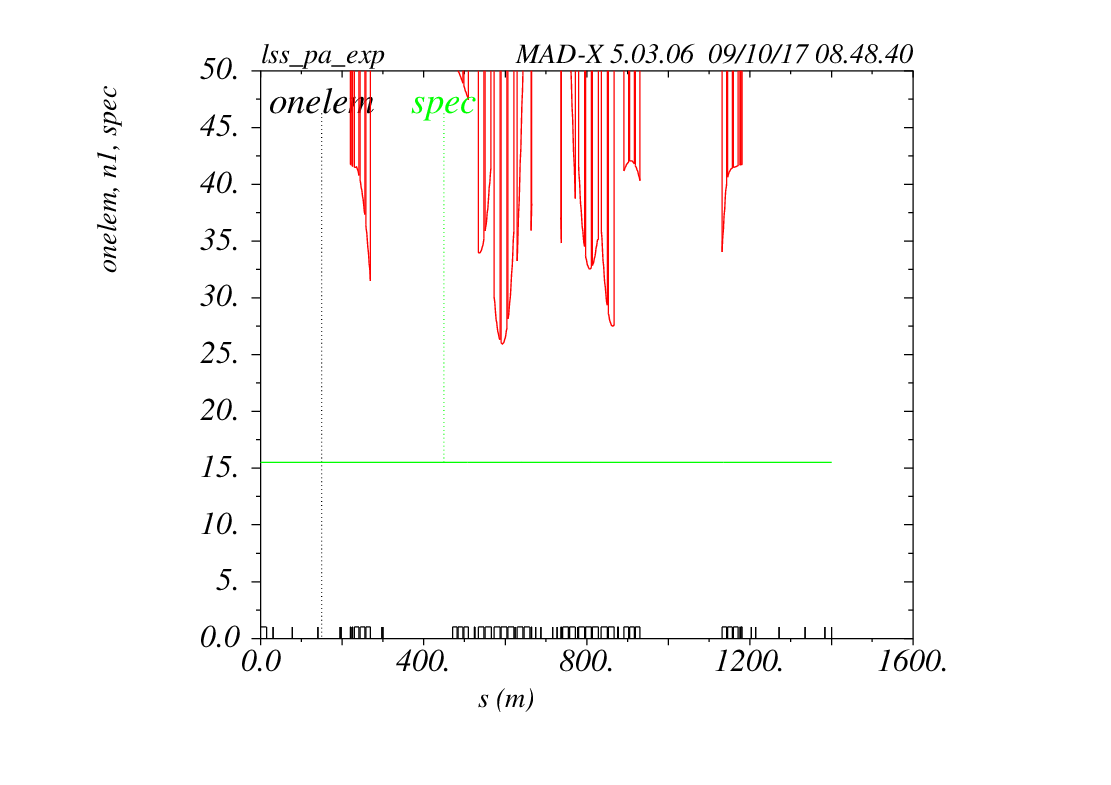 lss_pa_exp MAD-X 5.03.06 09/10/17 08.48.40
onelem, n1, spec
onelem spec
50.
45.
40.
35.
30.
25.
20.
15.
10.
5.
0.0
0.0 400. 800. 1200. 1600.
s (m)